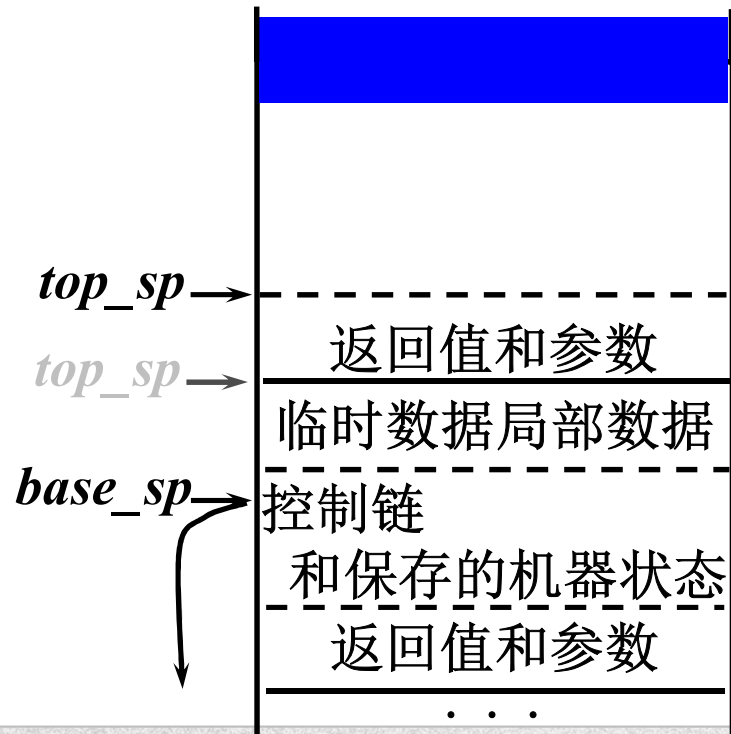 top_sp
返回值和参数
top_sp
临时数据局部数据
base_sp
控制链
和保存的机器状态
返回值和参数
. . .